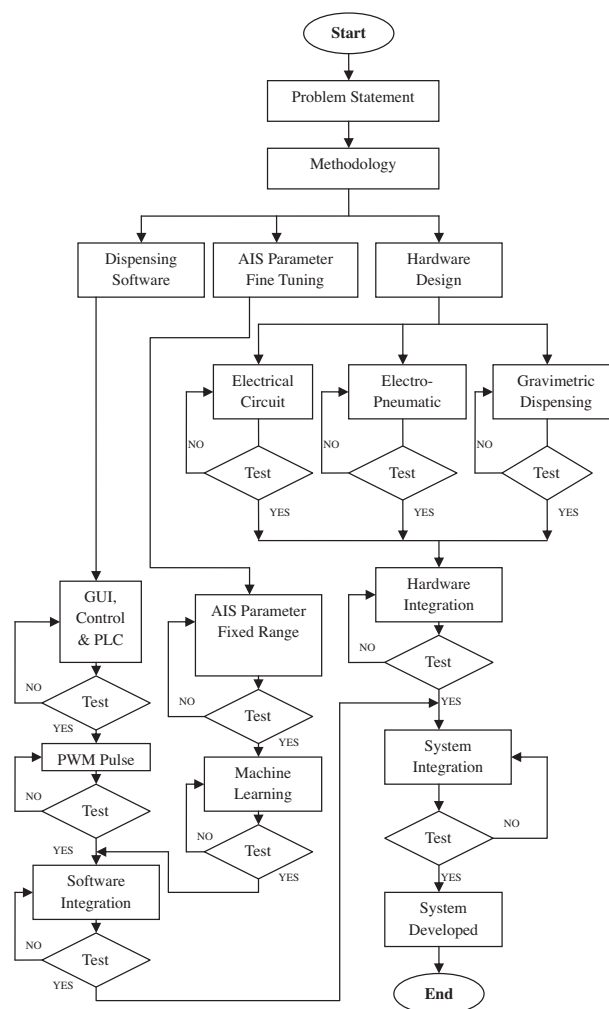 Start
Problem Statement
Methodology
Dispensing
Software
AIS Parameter
Fine Tuning
Hardware
Design
Electrical
Circuit
Electro-
Pneumatic
Gravimetric
Dispensing
NO
NO
NO
Test
Test
Test
YES
YES
YES
GUI,
Control
& PLC
AIS Parameter
Fixed Range
Hardware
Integration
NO
Test
YES
NO
Test
YES
NO
Test
YES
PWM Pulse
Machine
Learning
System
Integration
NO
Test
YES
NO
Test
YES
Test
NO
YES
Software
Integration
System
Developed
NO
Test
YES
End